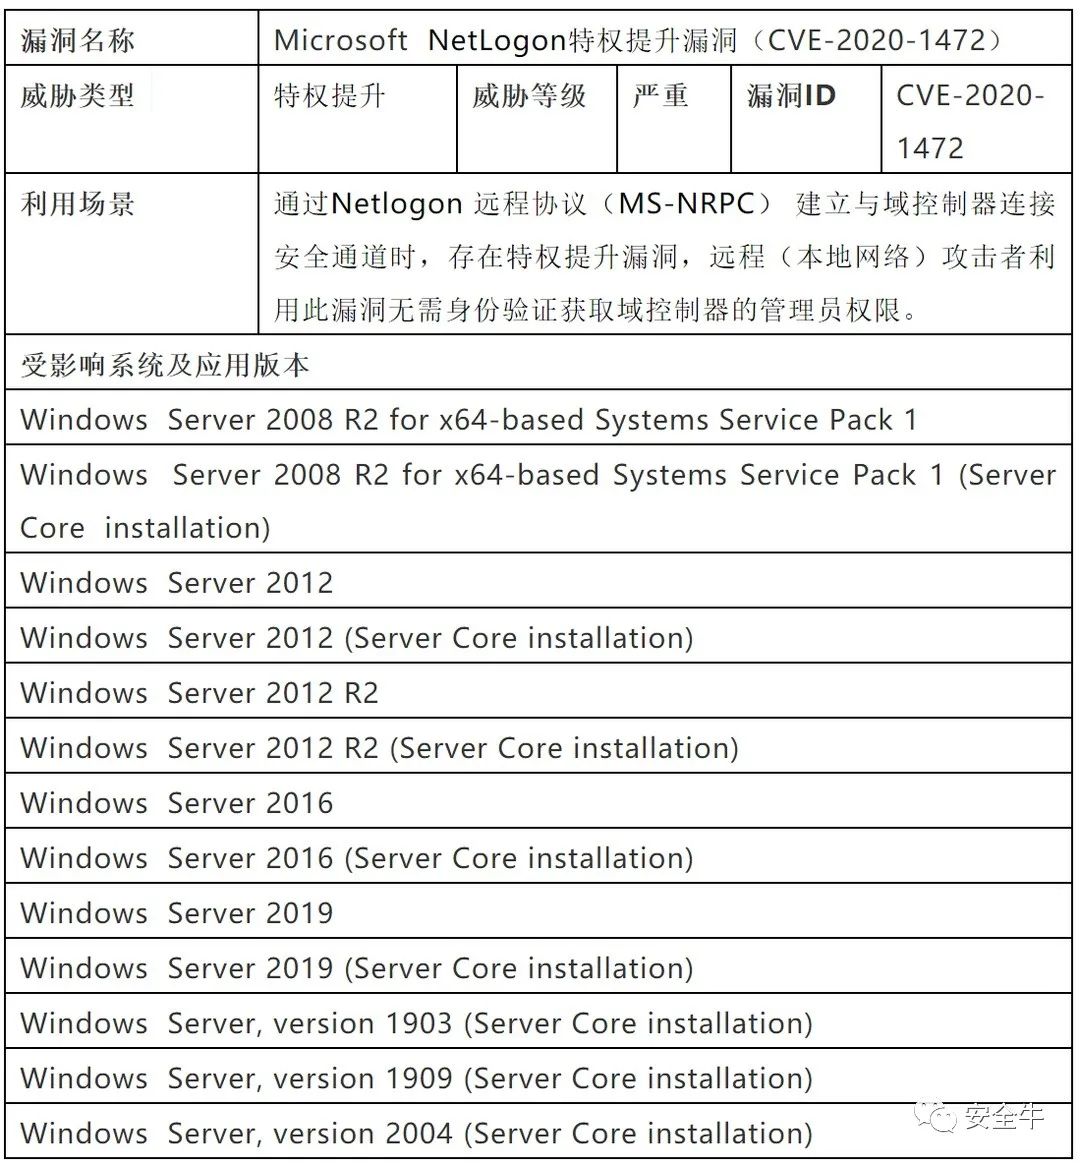 漏洞名称 Microsoft NetLogon特权提升漏洞（CVE-2020-1472）
威胁类型 特权提升 威胁等级 严重 漏洞ID CVE-2020-
1472
利用场景 通过Netlogon 远程协议（MS-NRPC） 建立与域控制器连接
安全通道时，存在特权提升漏洞，远程（本地网络）攻击者利
用此漏洞无需身份验证获取域控制器的管理员权限。
受影响系统及应用版本
Windows Server 2008 R2 for x64-based Systems Service Pack 1
Windows Server 2008 R2 for x64-based Systems Service Pack 1 (Server
Core installation)
Windows Server 2012
Windows Server 2012 (Server Core installation)
Windows Server 2012 R2
Windows Server 2012 R2 (Server Core installation)
Windows Server 2016
Windows Server 2016 (Server Core installation)
Windows Server 2019
Windows Server 2019 (Server Core installation)
Windows Server, version 1903 (Server Core installation)
Windows Server, version 1909 (Server Core installation)
Windows Server, version 2004 (Server Core installation)
安全牛